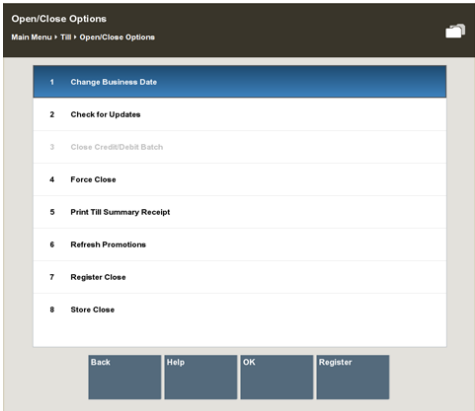 Open/Close Options
Main Menu ▸ Till ▸ Open/Close Options
1 Change Business Date
2 Check for Updates
3 Close Credit/Debit Batch
4 Force Close
5 Print Till Summary Receipt
6 Refresh Promotions
7 Register Close
8 Store Close
Back Help OK Register